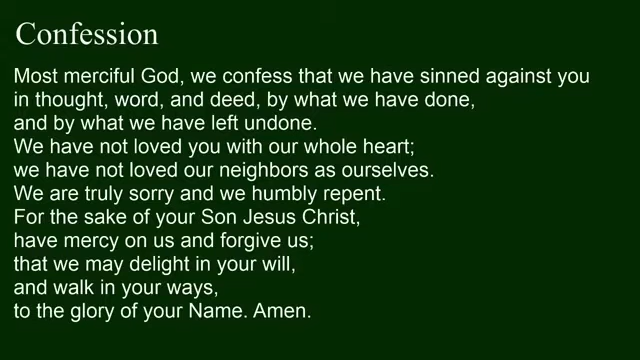 Confession
Most merciful God, we confess that we have sinned against you
in thought, word, and deed, by what we have done,
and by what we have left undone.
We have not loved you with our whole heart;
we have not loved our neighbors as ourselves.
We are truly sorry and we humbly repent.
For the sake of your Son Jesus Christ,
have mercy on us and forgive us;
that we may delight in your will,
and walk in your ways,
to the glory of your Name. Amen.